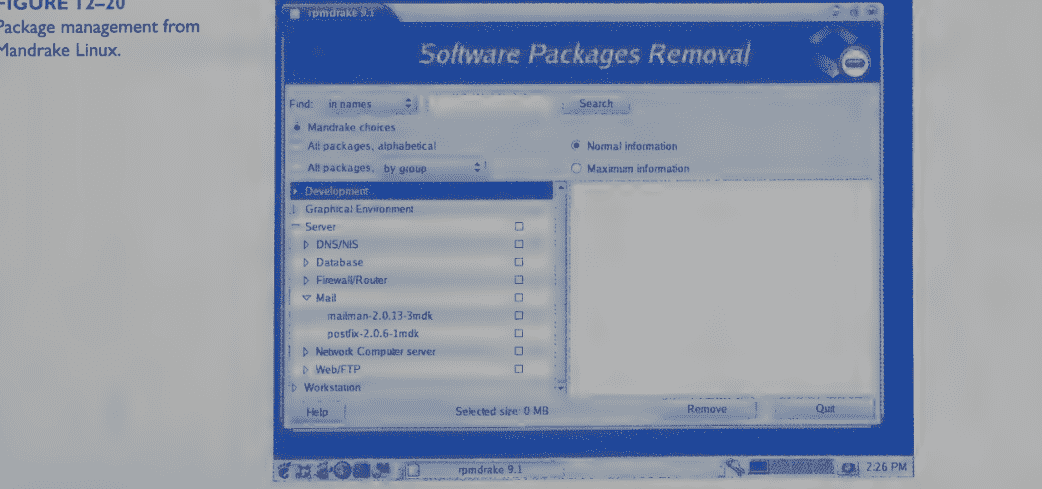 FIGURE 12–20
Package management from
Mandrake Linux.
rpmdrake 9.1
Software Packages Removal
Find: in names Search
Mandrake choices
All packages, alphabetical Normal information
All packages, by group Maximum information
Development
Graphical Environment
Server
DNS/NIS
Database
Firewall/Router
Mail
mailman-2.0.13-3mdk
postfix-2.0.6-1mdk
Network Computer server
Web/FTP
Workstation
Help Selected size: 0 MB Remove Quit
rpmdrake 9.1 2:26 PM